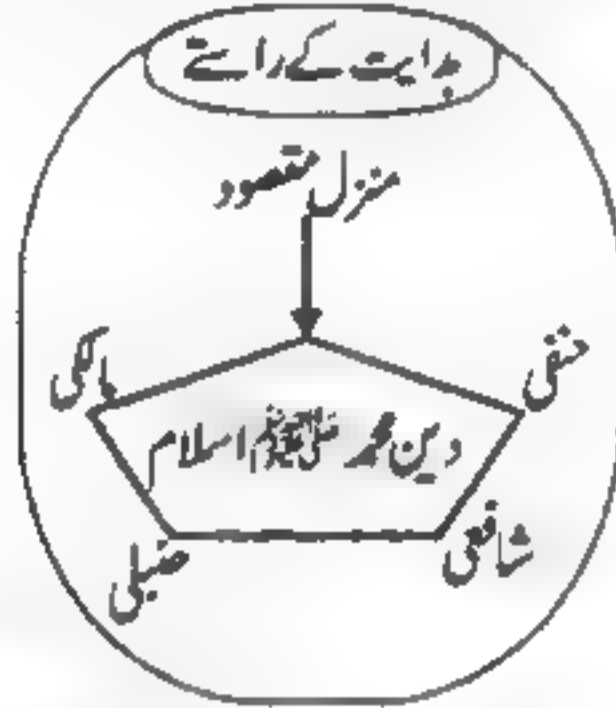 ہدایت کے راستے
منزل مقصود
حنفی
مالکی
دین محمد ﷺ اسلام
شافعی
حنبلی